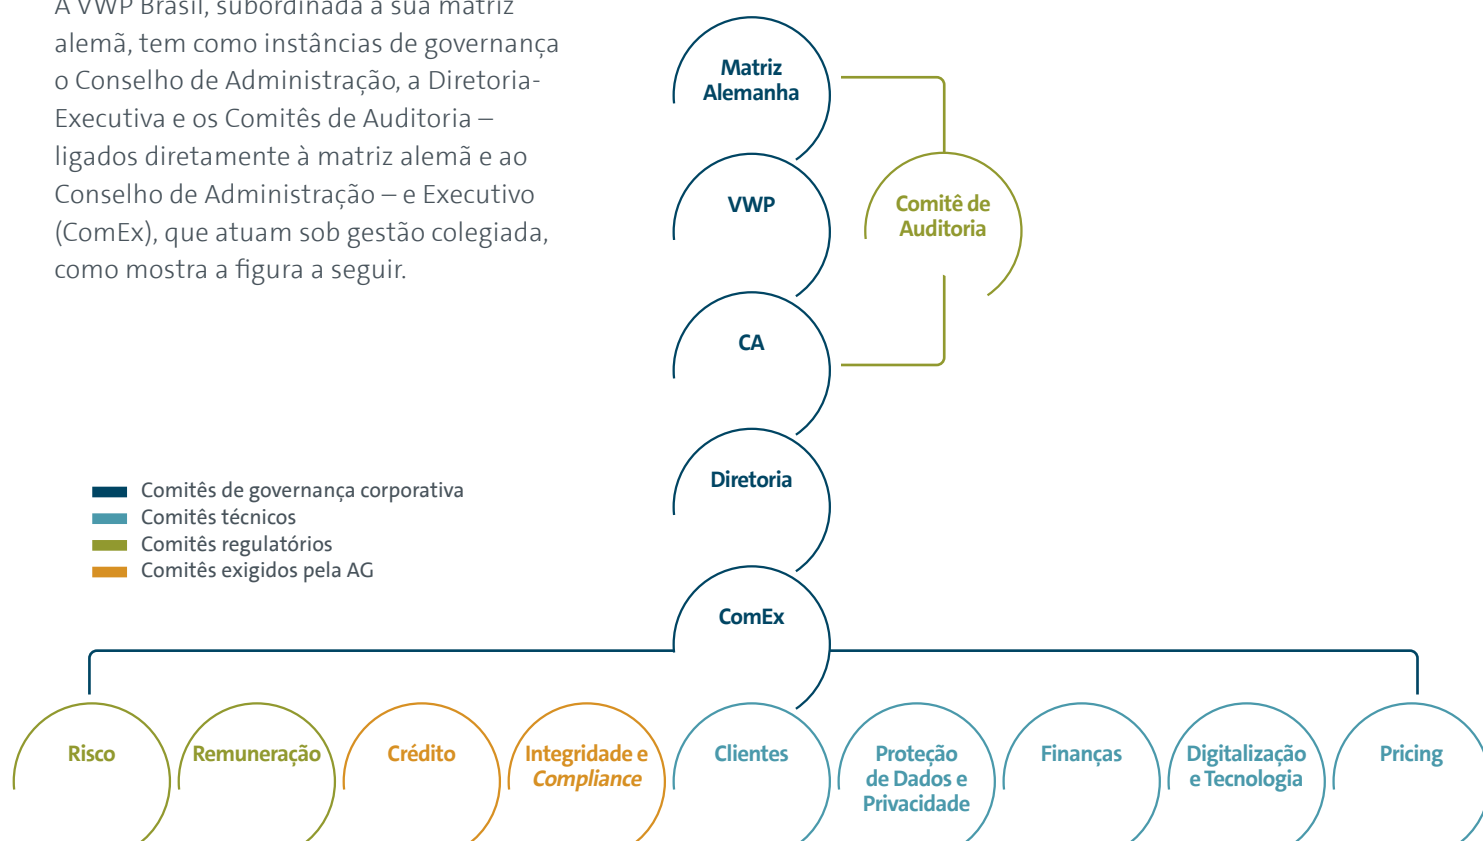 A VWP Brasil, subordinada à sua matriz
alemã, tem como instâncias de governança
o Conselho de Administração, a Diretoria-
Executiva e os Comitês de Auditoria –
ligados diretamente à matriz alemã e ao
Conselho de Administração – e Executivo
(ComEx), que atuam sob gestão colegiada,
como mostra a figura a seguir.
Matriz
Alemanha
VWP
Comitê de
Auditoria
CA
Diretoria
Comitês de governança corporativa
Comitês técnicos
Comitês regulatórios
Comitês exigidos pela AG
ComEx
Risco
Remuneração
Crédito
Integridade e
Compliance
Clientes
Proteção
de Dados e
Privacidade
Finanças
Digitalização
e Tecnologia
Pricing